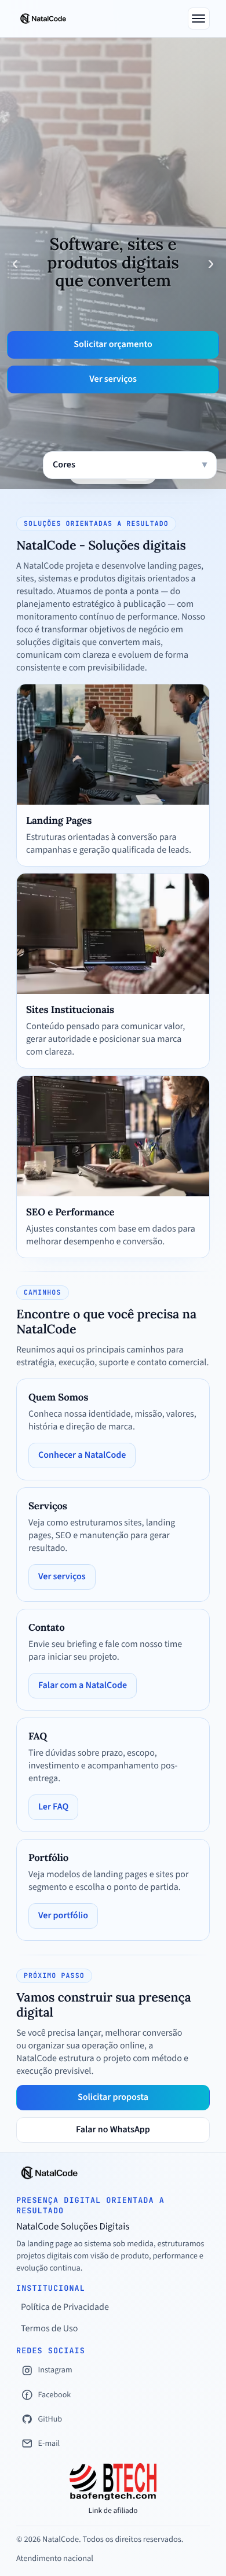 NatalCode
Software, sites e
produtos digitais
que convertem
Solicitar orçamento
Ver serviços
Cores
SOLUÇÕES ORIENTADAS A RESULTADO
NatalCode - Soluções digitais
A NatalCode projeta e desenvolve landing pages,
sites, sistemas e produtos digitais orientados a
resultado. Atuamos de ponta a ponta — do
planejamento estratégico à publicação — com
monitoramento contínuo de performance. Nosso
foco é transformar objetivos de negócio em
soluções digitais que convertem mais,
comunicam com clareza e evoluem de forma
consistente e com previsibilidade.
Landing Pages
Estruturas orientadas à conversão para
campanhas e geração qualificada de leads.
Sites Institucionais
Conteúdo pensado para comunicar valor,
gerar autoridade e posicionar sua marca
com clareza.
SEO e Performance
Ajustes constantes com base em dados para
melhorar desempenho e conversão.
CAMINHOS
Encontre o que você precisa na
NatalCode
Reunimos aqui os principais caminhos para
estratégia, execução, suporte e contato comercial.
Quem Somos
Conheca nossa identidade, missão, valores,
história e direção de marca.
Conhecer a NatalCode
Serviços
Veja como estruturamos sites, landing
pages, SEO e manutenção para gerar
resultado.
Ver serviços
Contato
Envie seu briefing e fale com nosso time
para iniciar seu projeto.
Falar com a NatalCode
FAQ
Tire dúvidas sobre prazo, escopo,
investimento e acompanhamento pos-
entrega.
Ler FAQ
Portfólio
Veja modelos de landing pages e sites por
segmento e escolha o ponto de partida.
Ver portfólio
PRÓXIMO PASSO
Vamos construir sua presença
digital
Se você precisa lançar, melhorar conversão
ou organizar sua operação online, a
NatalCode estrutura o projeto com método e
execução previsível.
Solicitar proposta
Falar no WhatsApp
NatalCode
PRESENÇA DIGITAL ORIENTADA A
RESULTADO
NatalCode Soluções Digitais
Da landing page ao sistema sob medida, estruturamos
projetos digitais com visão de produto, performance e
evolução contínua.
INSTITUCIONAL
Política de Privacidade
Termos de Uso
REDES SOCIAIS
Instagram
Facebook
GitHub
E-mail
BTECH
baofengtech.com
Link de afiliado
© 2026 NatalCode. Todos os direitos reservados.
Atendimento nacional